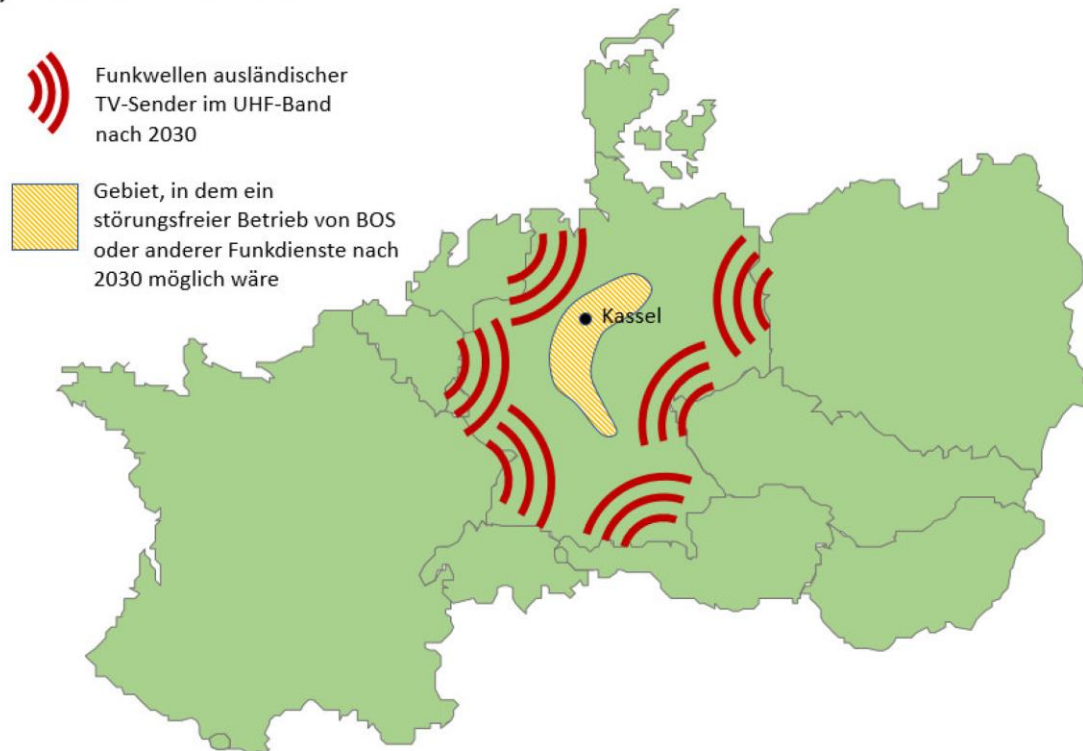 Funkwellen ausländischer
TV-Sender im UHF-Band
nach 2030
Gebiet, in dem ein
störungsfreier Betrieb von BOS
oder anderer Funkdienste nach
2030 möglich wäre
Kassel